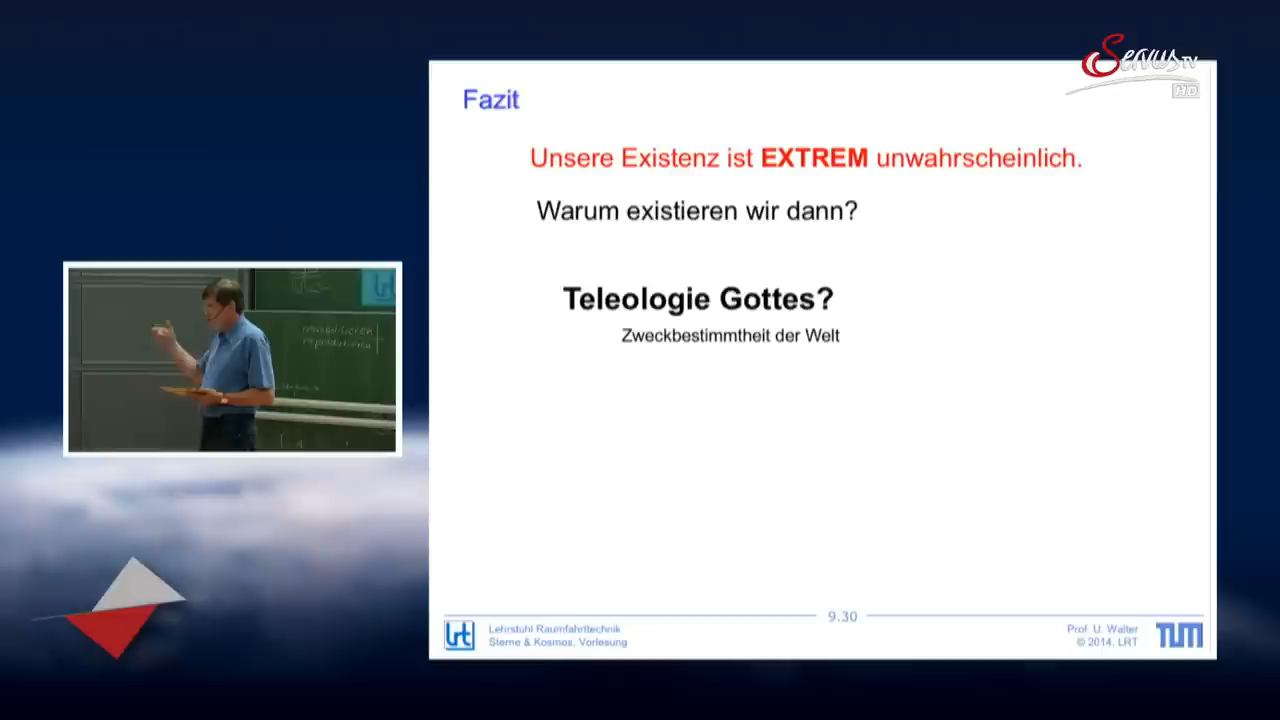 Servus TV
HD
Fazit
Unsere Existenz ist EXTREM unwahrscheinlich.
Warum existieren wir dann?
Teleologie Gottes?
Zweckbestimmtheit der Welt
9.30
lrt
Lehrstuhl Raumfahrttechnik
Sterne & Kosmos, Vorlesung
Prof. U. Walter
© 2014, LRT
TUM